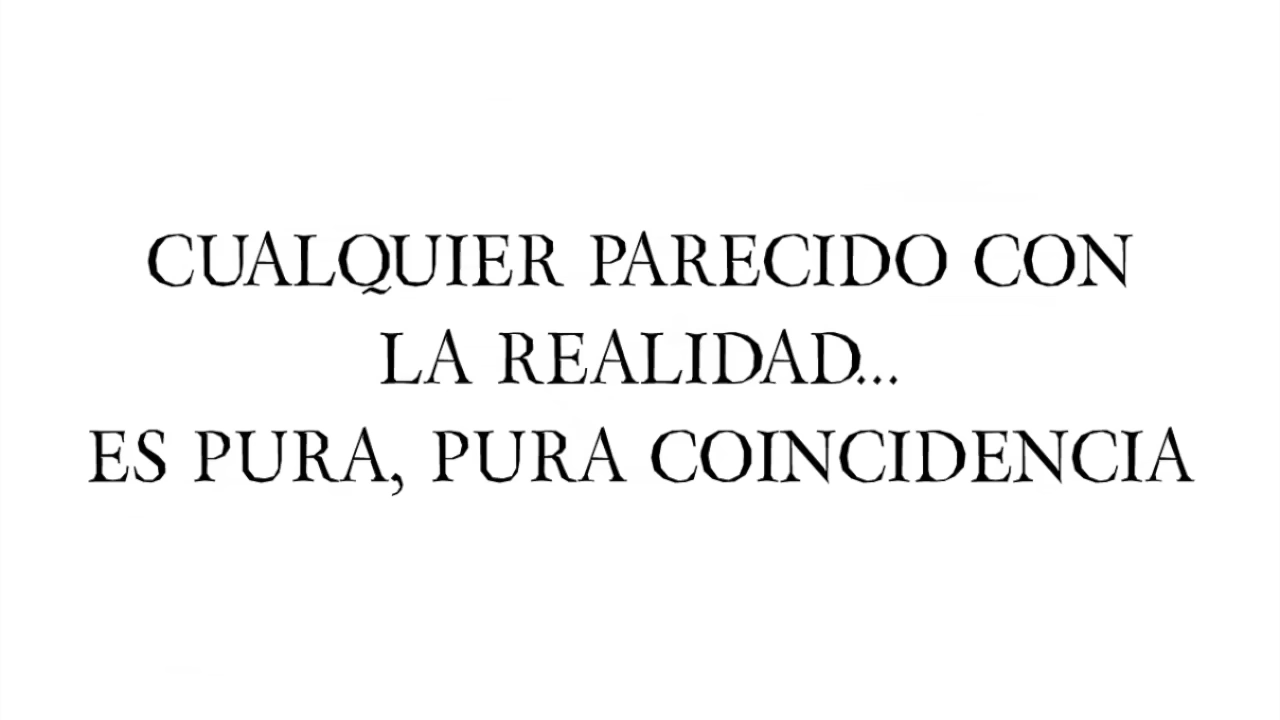 CUALQUIER PARECIDO CON
LA REALIDAD...
ES PURA, PURA COINCIDENCIA